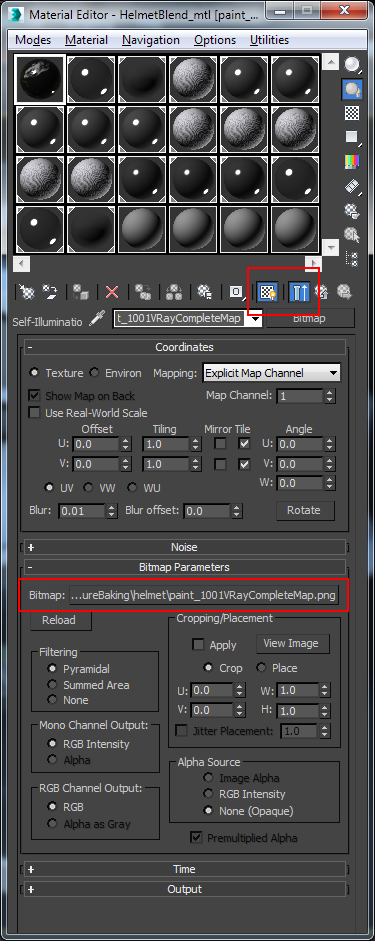 Material Editor - HelmetBlend_mtl [paint_...
Modes Material Navigation Options Utilities
Self-Illuminatio t_1001VRayCompleteMap Bitmap
- Coordinates
Texture Environ Mapping: Explicit Map Channel
Show Map on Back Map Channel: 1
Use Real-World Scale
Offset Tiling Mirror Tile Angle
U: 0.0 1.0 U: 0.0
V: 0.0 1.0 V: 0.0
W: 0.0
UV VW WU
Blur: 0.01 Blur offset: 0.0 Rotate
+ Noise
- Bitmap Parameters
Bitmap: ...ureBaking\helmet\paint_1001VRayCompleteMap.png
Reload
Cropping/Placement
Apply View Image
Crop Place
U: 0.0 W: 1.0
V: 0.0 H: 1.0
Jitter Placement: 1.0
Filtering
Pyramidal
Summed Area
None
Mono Channel Output:
RGB Intensity
Alpha
RGB Channel Output:
RGB
Alpha as Gray
Alpha Source
Image Alpha
RGB Intensity
None (Opaque)
Premultiplied Alpha
+ Time
+ Output